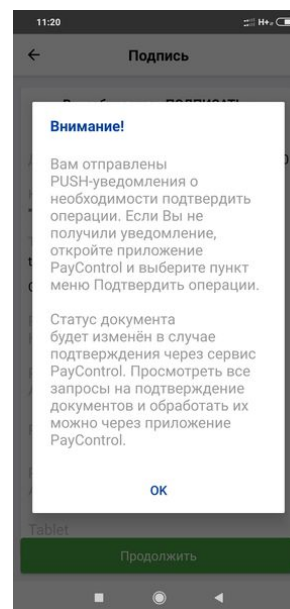 11:20
H+
Подпись
Внимание!
Вам отправлены
PUSH-уведомления о
необходимости подтвердить
операции. Если Вы не
получили уведомление,
откройте приложение
PayControl и выберите пункт
меню Подтвердить операции.
Статус документа
будет изменён в случае
подтверждения через сервис
PayControl. Просмотреть все
запросы на подтверждение
документов и обработать их
можно через приложение
PayControl.
OK
Tablet
Продолжить